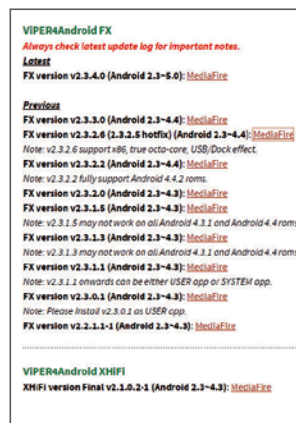 ViPER4Android FX
Always check latest update log for important notes.
Latest
FX version v2.3.4.0 (Android 2.3~5.0): MediaFire
Previous
FX version v2.3.3.0 (Android 2.3~4.4): MediaFire
FX version v2.3.2.6 (2.3.2.5 hotfix) (Android 2.3~4.4): MediaFire
Note: v2.3.2.6 support x86, true octa-core, USB/Dock effect.
FX version v2.3.2.2 (Android 2.3~4.4): MediaFire
Note: v2.3.2.2 fully support Android 4.4.2 roms.
FX version v2.3.2.0 (Android 2.3~4.3): MediaFire
FX version v2.3.1.5 (Android 2.3~4.3): MediaFire
Note: v2.3.1.5 may not work on all Android 4.3.1 and Android 4.4 roms
FX version v2.3.1.3 (Android 2.3~4.3): MediaFire
Note: v2.3.1.3 may not work on all Android 4.3.1 and Android 4.4 roms
FX version v2.3.1.1 (Android 2.3~4.3): MediaFire
Note: v2.3.1.1 onwards can be either USER app or SYSTEM app.
FX version v2.3.0.1 (Android 2.3~4.3): MediaFire
Note: Please Install v2.3.0.1 as USER app.
FX version v2.2.1.1-1 (Android 2.3~4.3): MediaFire
ViPER4Android XHiFi
XHiFi version Final v2.1.0.2-1 (Android 2.3~4.3): MediaFire